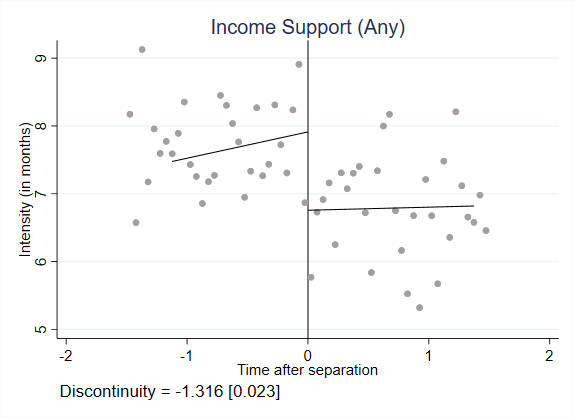 Income Support (Any)
Intensity (in months)
9
8
7
6
5
-2 -1 0 1 2
Time after separation
Discontinuity = -1.316 [0.023]